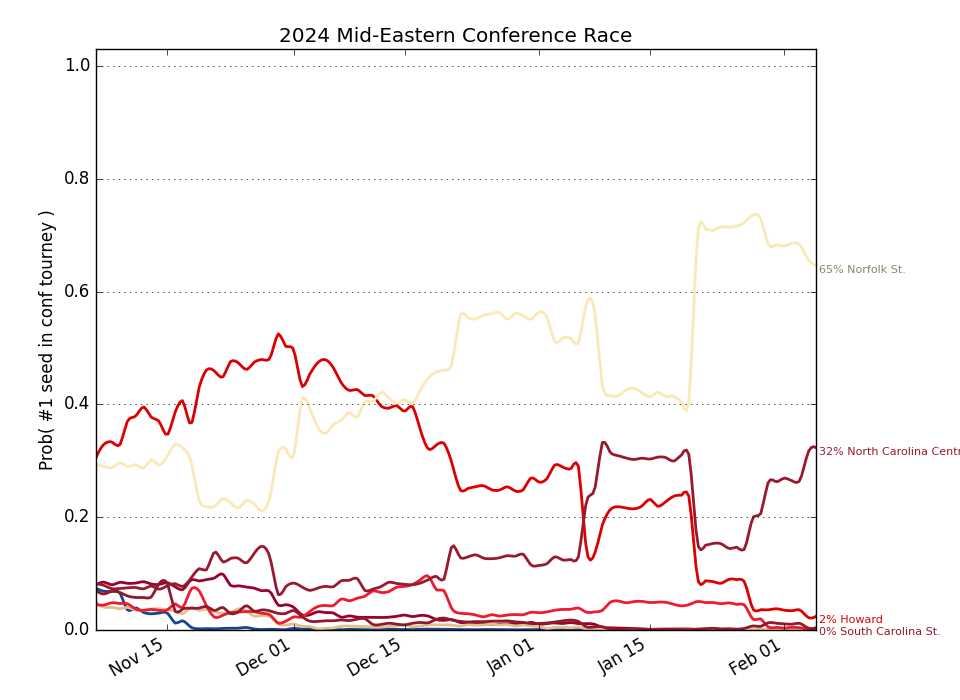 2024 Mid-Eastern Conference Race
Prob( #1 seed in conf tourney )
1.0
0.8
0.6
0.4
0.2
0.0
Nov 15
Dec 01
Dec 15
Jan 01
Jan 15
Feb 01
65% Norfolk St.
32% North Carolina Centr
2% Howard
0% South Carolina St.